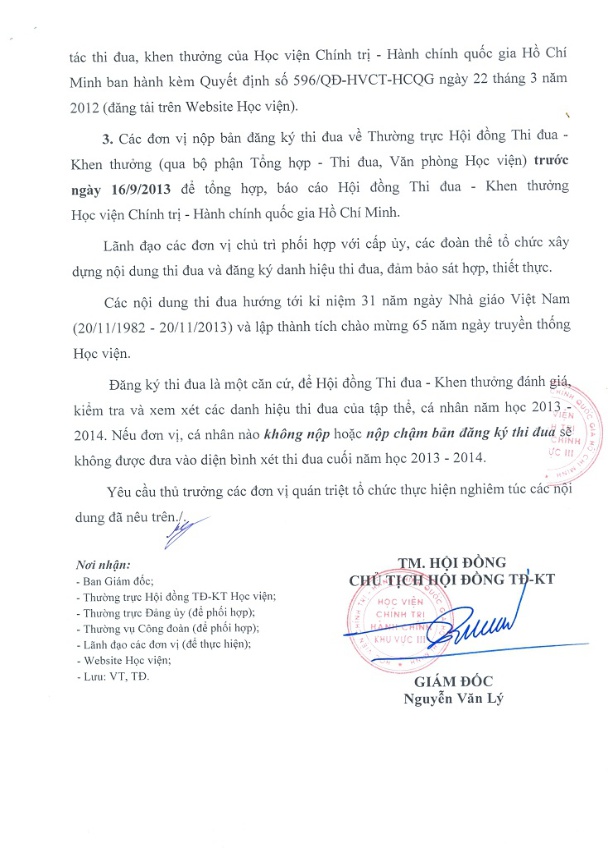 tác thi đua, khen thưởng của Học viện Chính trị - Hành chính quốc gia Hồ Chí
Minh ban hành kèm Quyết định số 596/QĐ-HVCT-HCQG ngày 22 tháng 3 năm
2012 (đăng tải trên Website Học viện).
3. Các đơn vị nộp bản đăng ký thi đua về Thường trực Hội đồng Thi đua -
Khen thưởng (qua bộ phận Tổng hợp - Thi đua, Văn phòng Học viện) trước
ngày 16/9/2013 để tổng hợp, báo cáo Hội đồng Thi đua - Khen thưởng
Học viện Chính trị - Hành chính quốc gia Hồ Chí Minh.
Lãnh đạo các đơn vị chủ trì phối hợp với cấp ủy, các đoàn thể tổ chức xây
dựng nội dung thi đua và đăng ký danh hiệu thi đua, đảm bảo sát hợp, thiết thực.
Các nội dung thi đua hướng tới kỉ niệm 31 năm ngày Nhà giáo Việt Nam
(20/11/1982 - 20/11/2013) và lập thành tích chào mừng 65 năm ngày truyền thống
Học viện.
Đăng ký thi đua là một căn cứ, để Hội đồng Thi đua - Khen thưởng đánh giá,
kiểm tra và xem xét các danh hiệu thi đua của tập thể, cá nhân năm học 2013 -
2014. Nếu đơn vị, cá nhân nào không nộp hoặc nộp chậm bản đăng ký thi đua sẽ
không được đưa vào diện bình xét thi đua cuối năm học 2013 - 2014.
Yêu cầu thủ trưởng các đơn vị quán triệt tổ chức thực hiện nghiêm túc các nội
dung đã nêu trên./.
Nơi nhận:
- Ban Giám đốc;
- Thường trực Hội đồng TĐ-KT Học viện;
- Thường trực Đảng ủy (để phối hợp);
- Thường vụ Công đoàn (để phối hợp);
- Lãnh đạo các đơn vị (để thực hiện);
- Website Học viện;
- Lưu: VT, TĐ.
TM. HỘI ĐỒNG
CHỦ TỊCH HỘI ĐỒNG TĐ-KT
HỌC VIỆN
CHÍNH TRỊ
HÀNH CHÍNH
KHU VỰC III
GIÁM ĐỐC
Nguyễn Văn Lý